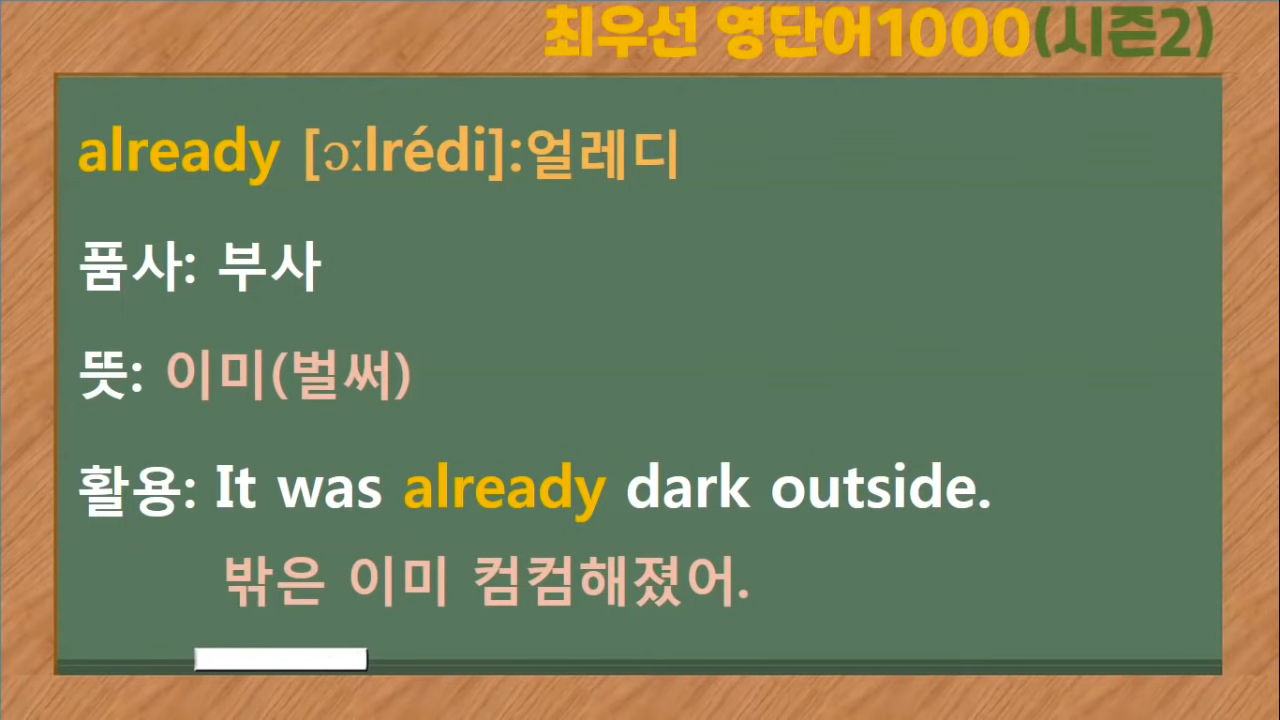 최우선 영단어1000(시즌2)
already [ɔːlrédi]:얼레디
품사: 부사
뜻: 이미(벌써)
활용: It was already dark outside.
밖은 이미 컴컴해졌어.